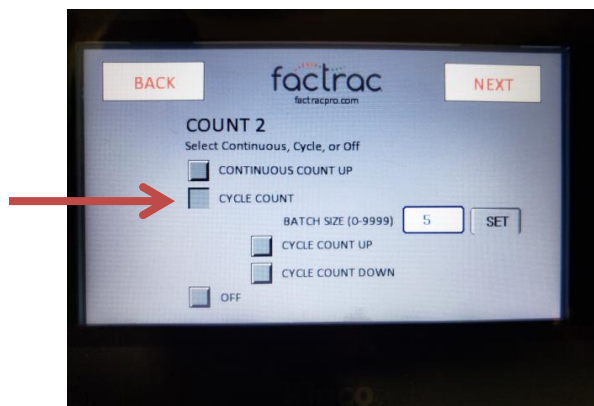 BACK
factrac
NEXT
factracpro.com
COUNT 2
Select Continuous, Cycle, or Off
CONTINUOUS COUNT UP
CYCLE COUNT
BATCH SIZE (0-9999) 5 SET
CYCLE COUNT UP
CYCLE COUNT DOWN
OFF